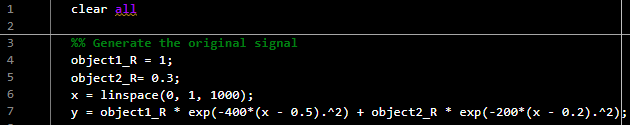 1 clear all
2
3 %% Generate the original signal
4 object1_R = 1;
5 object2_R= 0.3;
6 x = linspace(0, 1, 1000);
7 y = object1_R * exp(-400*(x - 0.5).^2) + object2_R * exp(-200*(x - 0.2).^2);